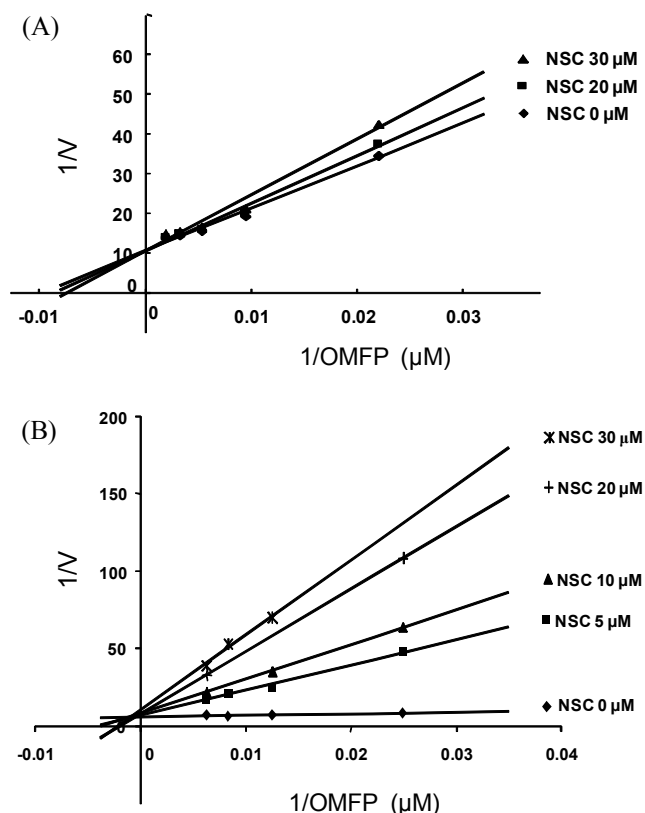 (A)
60
50
40
30
20
10
0
1/V
-0.01
0
0.01
0.02
0.03
1/OMFP (µM)
NSC 30 µM
NSC 20 µM
NSC 0 µM
(B)
200
150
100
50
0
1/V
-0.01
0
0.01
0.02
0.03
0.04
1/OMFP (µM)
NSC 30 µM
NSC 20 µM
NSC 10 µM
NSC 5 µM
NSC 0 µM